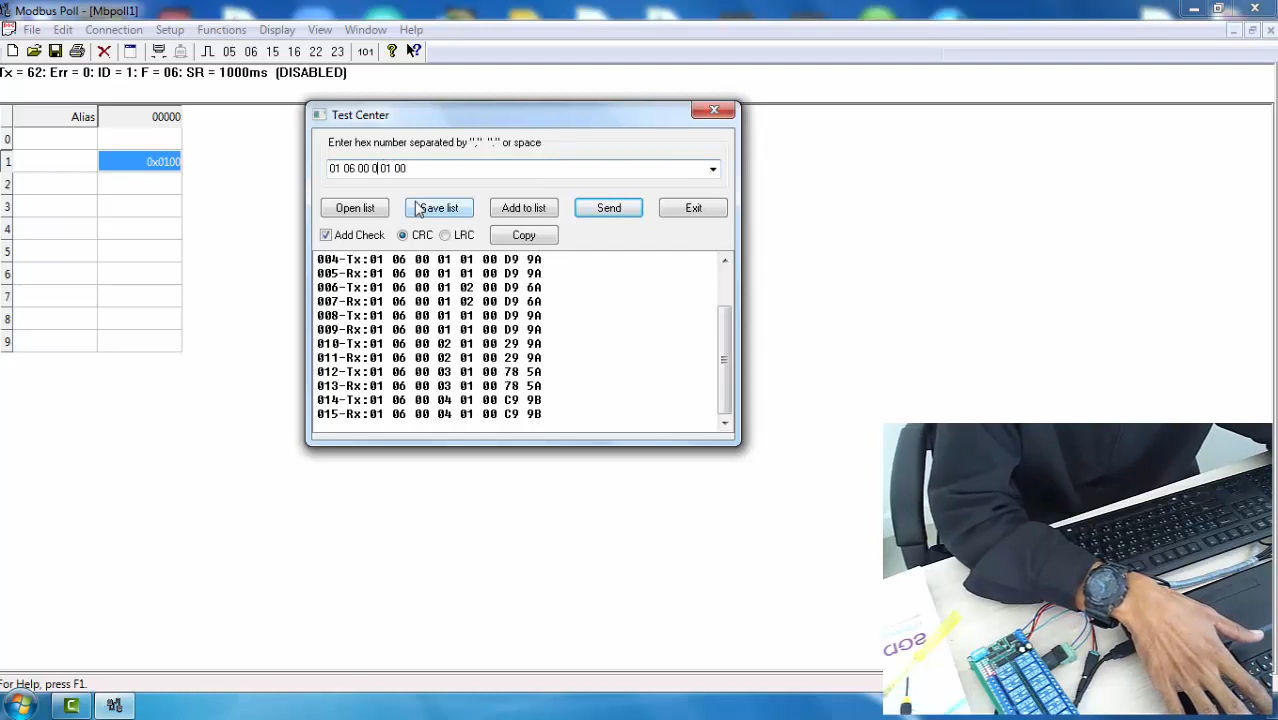 Modbus Poll - [Mbpoll1]
File Edit Connection Setup Functions Display View Window Help
05 06 15 16 22 23 101
Tx = 62: Err = 0: ID = 1: F = 06: SR = 1000ms (DISABLED)
Alias 00000
0
1 0x0100
2
3
4
5
6
7
8
9
Test Center
Enter hex number separated by "," "." or space
01 06 00 0 01 00
Open list Save list Add to list Send Exit
Add Check CRC LRC Copy
004-Tx:01 06 00 01 01 00 D9 9A
005-Rx:01 06 00 01 01 00 D9 9A
006-Tx:01 06 00 01 02 00 D9 6A
007-Rx:01 06 00 01 02 00 D9 6A
008-Tx:01 06 00 01 01 00 D9 9A
009-Rx:01 06 00 01 01 00 D9 9A
010-Tx:01 06 00 02 01 00 29 9A
011-Rx:01 06 00 02 01 00 29 9A
012-Tx:01 06 00 03 01 00 78 5A
013-Rx:01 06 00 03 01 00 78 5A
014-Tx:01 06 00 04 01 00 C9 9B
015-Rx:01 06 00 04 01 00 C9 9B
For Help, press F1.